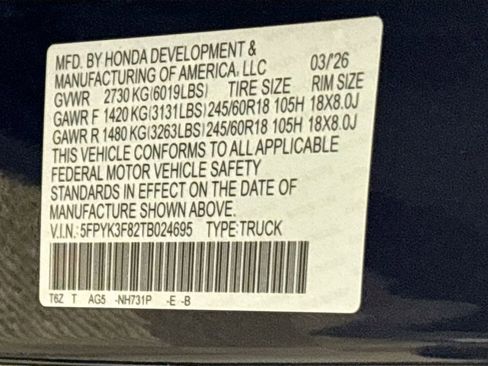 MFD. BY HONDA DEVELOPMENT & 03/26
MANUFACTURING OF AMERICA, LLC
GVWR 2730 KG(6019LBS) TIRE SIZE RIM SIZE
GAWR F 1420 KG(3131LBS) 245/60R18 105H 18X8.0J
GAWR R 1480 KG(3263LBS) 245/60R18 105H 18X8.0J
THIS VEHICLE CONFORMS TO ALL APPLICABLE
FEDERAL MOTOR VEHICLE SAFETY
STANDARDS IN EFFECT ON THE DATE OF
MANUFACTURE SHOWN ABOVE.
V.I.N.: 5FPYK3F82TB024695 TYPE:TRUCK
T6Z T AG5 -NH731P -E -B